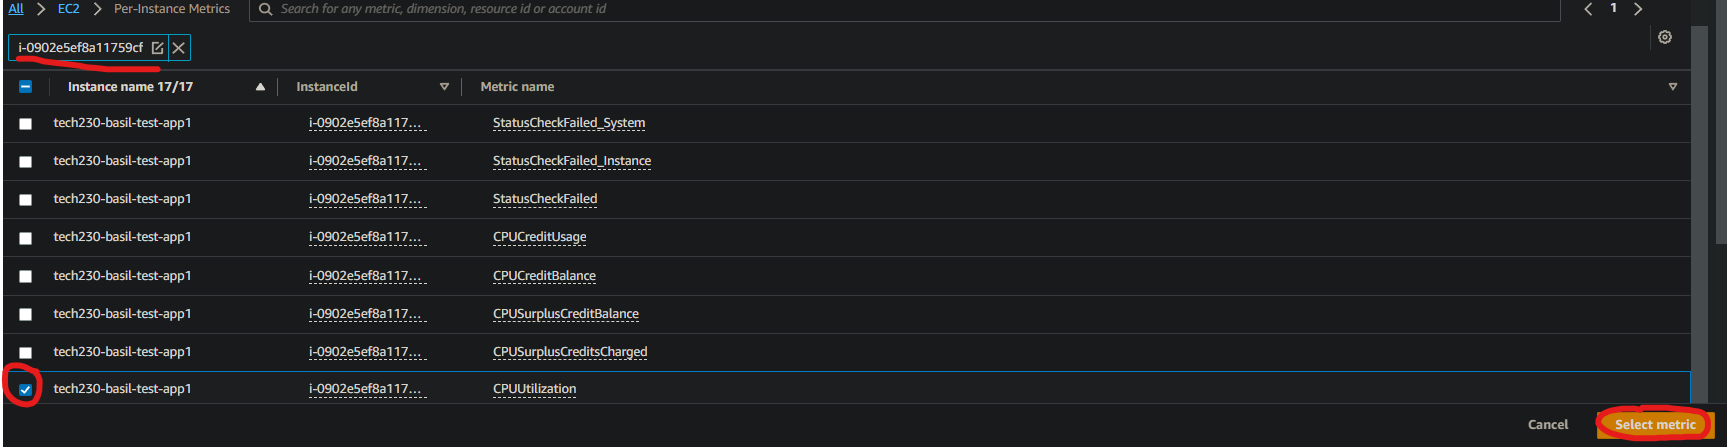 All > EC2 > Per-Instance Metrics Search for any metric, dimension, resource id or account id < 1 >
i-0902e5ef8a11759cf
Instance name 17/17 InstanceId Metric name
tech230-basil-test-app1 i-0902e5ef8a117... StatusCheckFailed_System
tech230-basil-test-app1 i-0902e5ef8a117... StatusCheckFailed_Instance
tech230-basil-test-app1 i-0902e5ef8a117... StatusCheckFailed
tech230-basil-test-app1 i-0902e5ef8a117... CPUCreditUsage
tech230-basil-test-app1 i-0902e5ef8a117... CPUCreditBalance
tech230-basil-test-app1 i-0902e5ef8a117... CPUSurplusCreditBalance
tech230-basil-test-app1 i-0902e5ef8a117... CPUSurplusCreditsCharged
tech230-basil-test-app1 i-0902e5ef8a117... CPUUtilization
Cancel Select metric